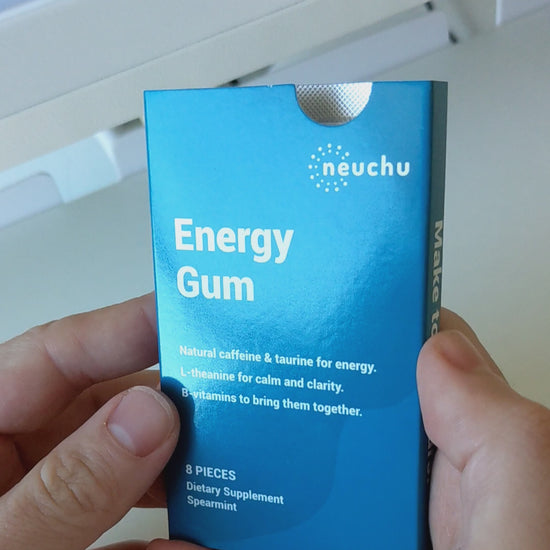 neuchu
Energy
Gum
Natural caffeine & taurine for energy.
L-theanine for calm and clarity.
B-vitamins to bring them together.
8 PIECES
Dietary Supplement
Spearmint
Make